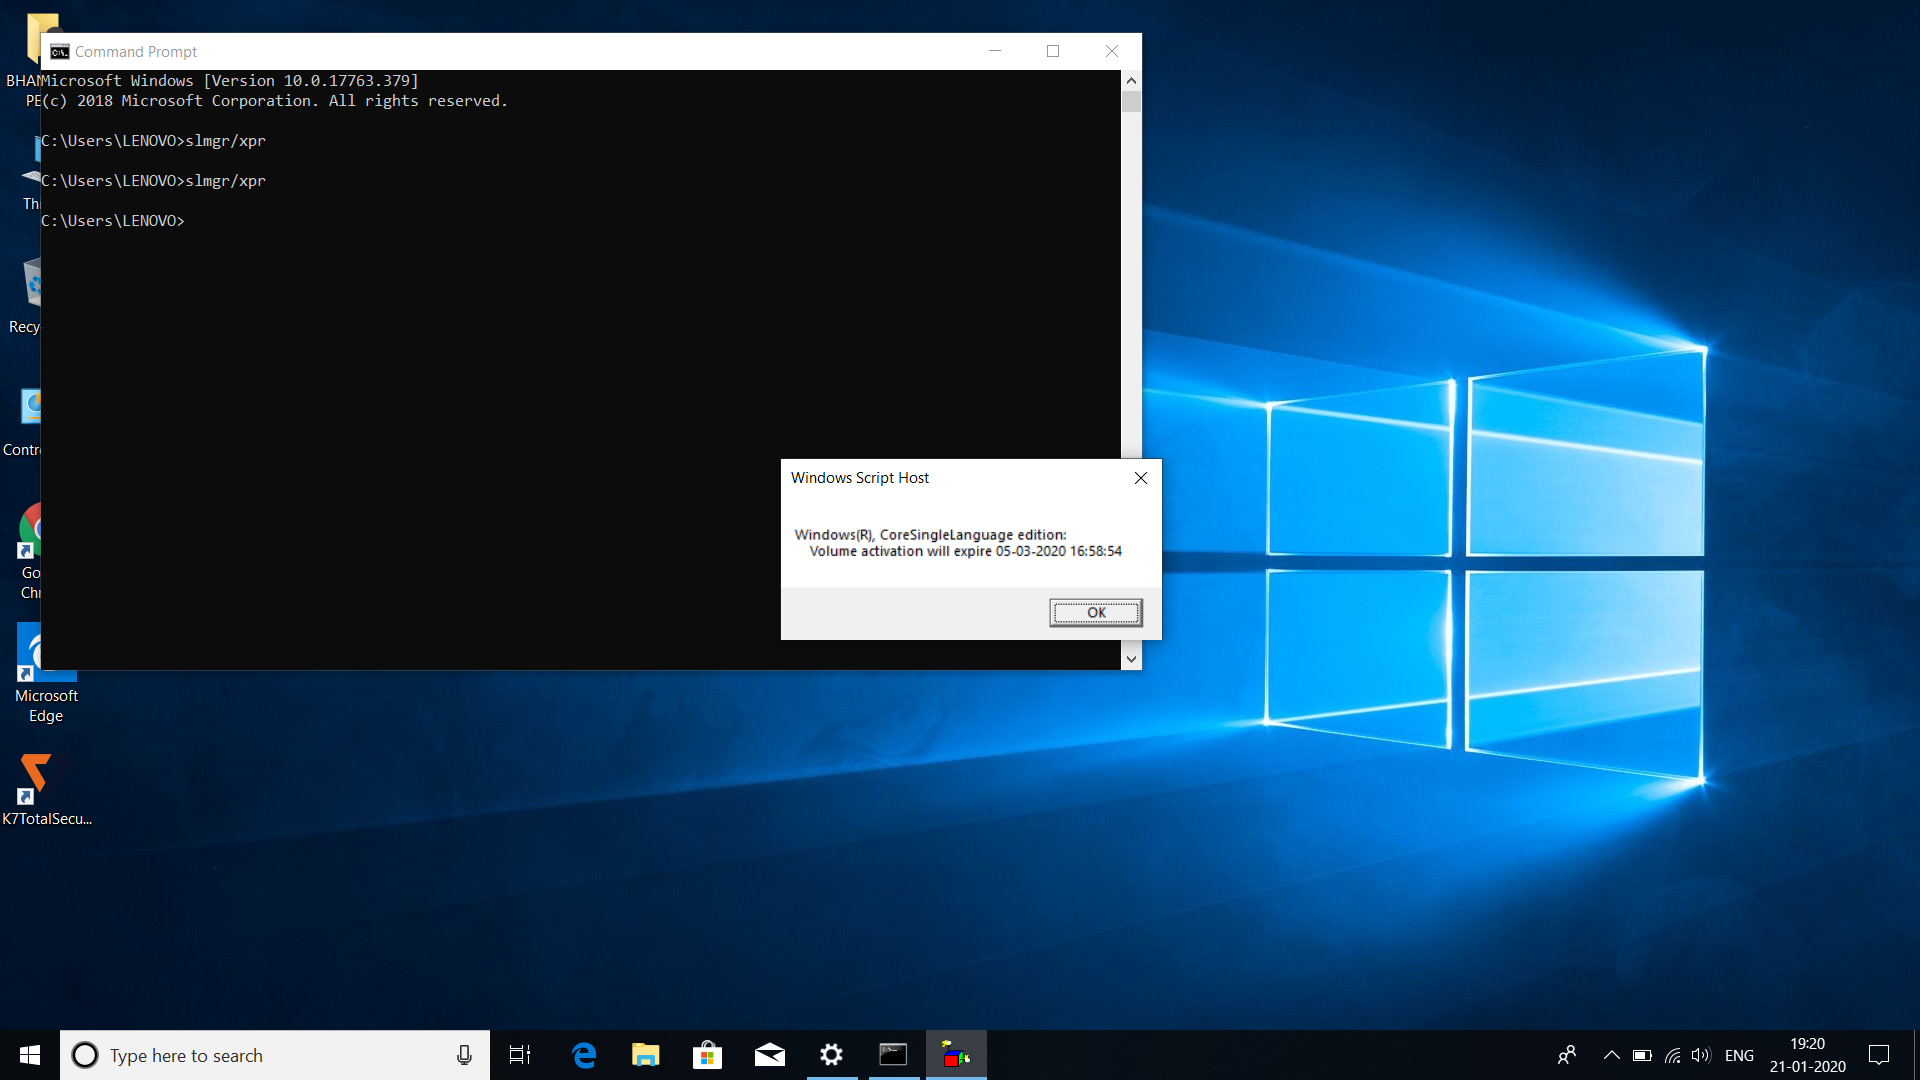 Command Prompt
Microsoft Windows [Version 10.0.17763.379]
(c) 2018 Microsoft Corporation. All rights reserved.
C:\Users\LENOVO>slmgr/xpr
C:\Users\LENOVO>slmgr/xpr
C:\Users\LENOVO>
BHAM
PE
Thi
Recy
Contro
Go
Chr
Microsoft
Edge
K7TotalSecu...
Windows Script Host
Windows(R), CoreSingleLanguage edition:
Volume activation will expire 05-03-2020 16:58:54
OK
Type here to search
ENG
19:20
21-01-2020